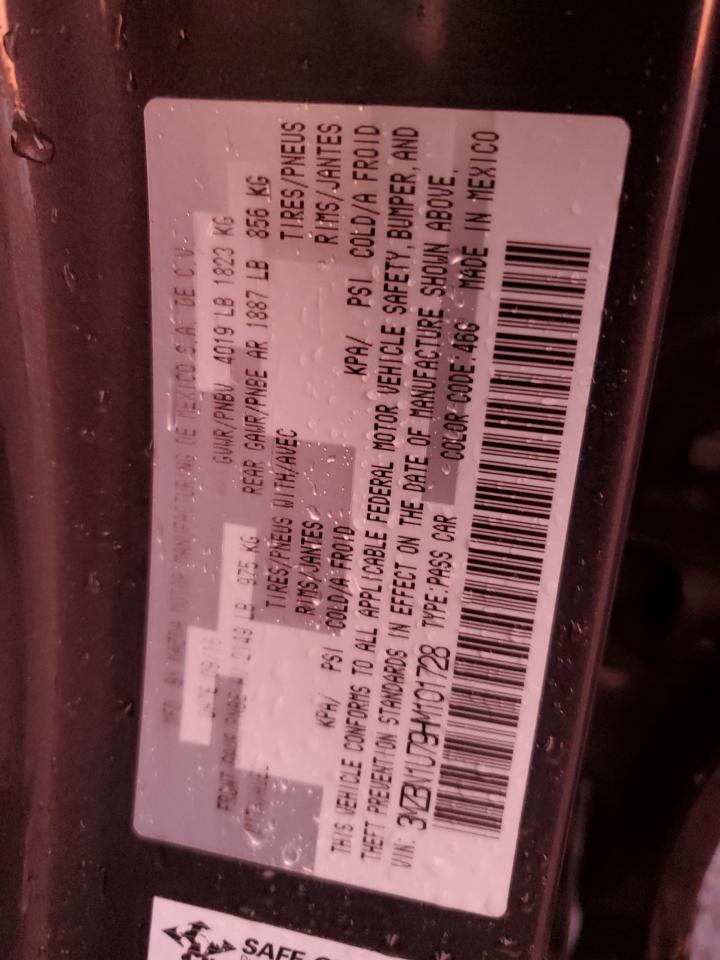 MFD BY MAZDA MOTOR MANUFACTURING DE MEXICO S.A. DE C.V.
DATE 09/16 GVWR/PNBV 4019 LB 1823 KG
FRONT GAWR/PNBE AV 2149 LB 975 KG REAR GAWR/PNBE AR 1887 LB 856 KG
WITH/AVEC TIRES/PNEUS WITH/AVEC TIRES/PNEUS
RIMS/JANTES RIMS/JANTES
KPA/ PSI COLD/A FROID KPA/ PSI COLD/A FROID
THIS VEHICLE CONFORMS TO ALL APPLICABLE FEDERAL MOTOR VEHICLE SAFETY, BUMPER, AND
THEFT PREVENTION STANDARDS IN EFFECT ON THE DATE OF MANUFACTURE SHOWN ABOVE.
VIN: 3MZBN1U79HM101728 TYPE:PASS CAR COLOR CODE:46G MADE IN MEXICO
SAFE